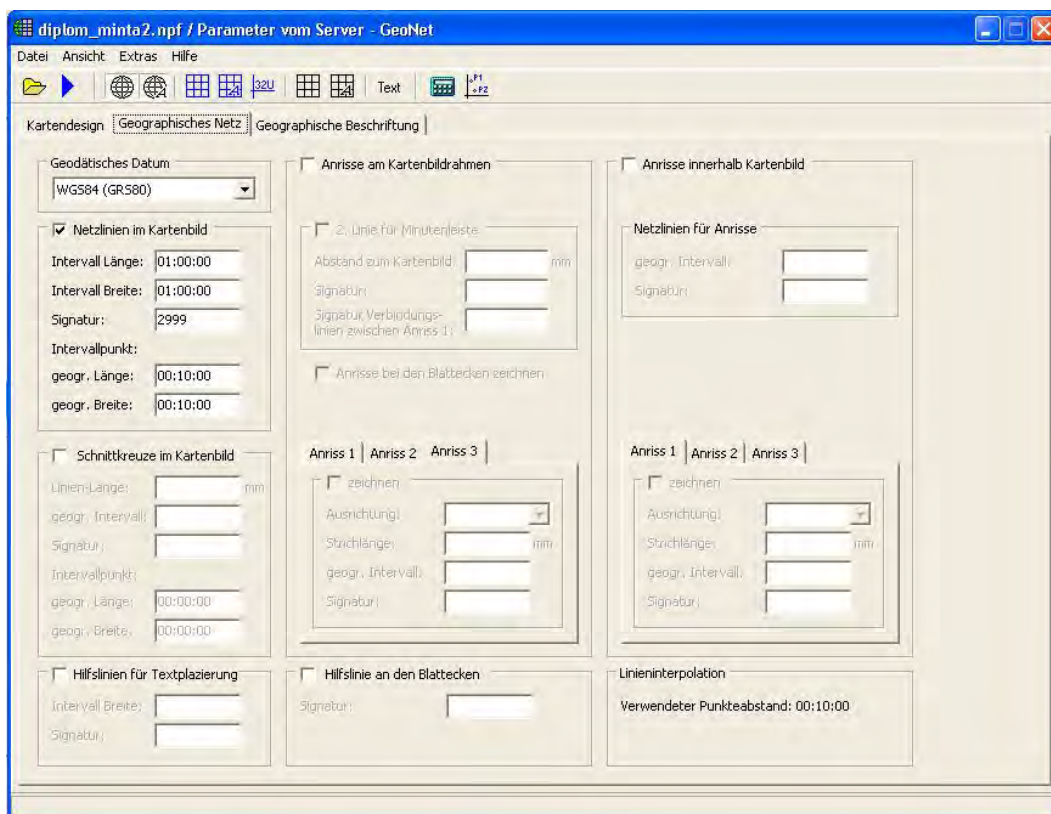 diplom_minta2.npf / Parameter vom Server - GeoNet
Datei Ansicht Extras Hilfe
32U Text P1 P2
Kartendesign Geographisches Netz Geographische Beschriftung
Geodätisches Datum
WGS84 (GRS80)
Netzlinien im Kartenbild
Intervall Länge: 01:00:00
Intervall Breite: 01:00:00
Signatur: 2999
Intervallpunkt:
geogr. Länge: 00:10:00
geogr. Breite: 00:10:00
Schnittkreuze im Kartenbild
Linien-Länge: mm
geogr. Intervall:
Signatur:
Intervallpunkt:
geogr. Länge: 00:00:00
geogr. Breite: 00:00:00
Hilfslinien für Textplazierung
Intervall Breite:
Signatur:
Anrisse am Kartenbildrahmen
2. Linie für Minutenleiste
Abstand zum Kartenbild: mm
Signatur:
Signatur Verbindungs-
linien zwischen Anriss 1:
Anrisse bei den Blattecken zeichnen
Anriss 1 Anriss 2 Anriss 3
zeichnen
Ausrichtung:
Strichlänge: mm
geogr. Intervall:
Signatur:
Hilfslinie an den Blattecken
Signatur:
Anrisse innerhalb Kartenbild
Netzlinien für Anrisse
geogr. Intervall:
Signatur:
Anriss 1 Anriss 2 Anriss 3
zeichnen
Ausrichtung:
Strichlänge: mm
geogr. Intervall:
Signatur:
Linieninterpolation
Verwendeter Punkteabstand: 00:10:00